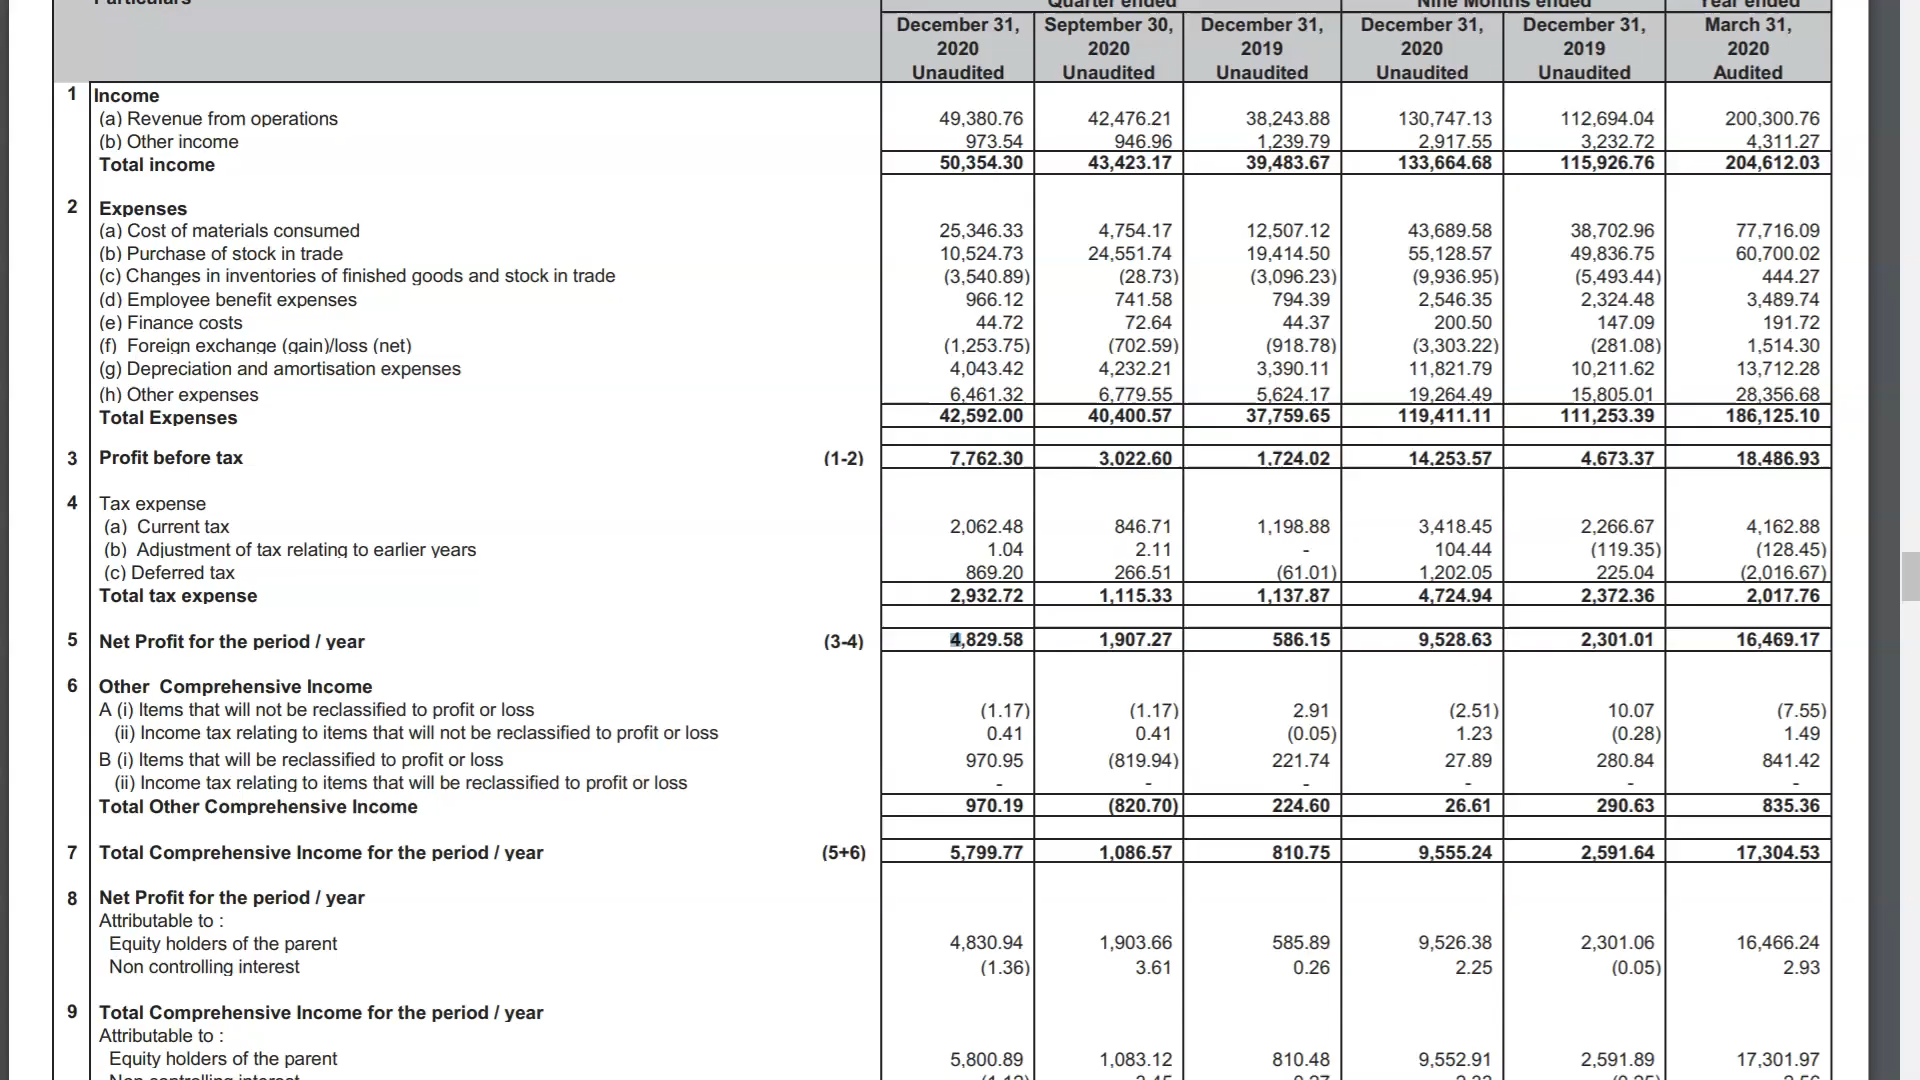 Particulars Quarter ended Nine Months ended Year ended
December 31, September 30, December 31, December 31, December 31, March 31,
2020 2020 2019 2020 2019 2020
Unaudited Unaudited Unaudited Unaudited Unaudited Audited
1 Income
(a) Revenue from operations 49,380.76 42,476.21 38,243.88 130,747.13 112,694.04 200,300.76
(b) Other income 973.54 946.96 1,239.79 2,917.55 3,232.72 4,311.27
Total income 50,354.30 43,423.17 39,483.67 133,664.68 115,926.76 204,612.03
2 Expenses
(a) Cost of materials consumed 25,346.33 4,754.17 12,507.12 43,689.58 38,702.96 77,716.09
(b) Purchase of stock in trade 10,524.73 24,551.74 19,414.50 55,128.57 49,836.75 60,700.02
(c) Changes in inventories of finished goods and stock in trade (3,540.89) (28.73) (3,096.23) (9,936.95) (5,493.44) 444.27
(d) Employee benefit expenses 966.12 741.58 794.39 2,546.35 2,324.48 3,489.74
(e) Finance costs 44.72 72.64 44.37 200.50 147.09 191.72
(f) Foreign exchange (gain)/loss (net) (1,253.75) (702.59) (918.78) (3,303.22) (281.08) 1,514.30
(g) Depreciation and amortisation expenses 4,043.42 4,232.21 3,390.11 11,821.79 10,211.62 13,712.28
(h) Other expenses 6,461.32 6,779.55 5,624.17 19,264.49 15,805.01 28,356.68
Total Expenses 42,592.00 40,400.57 37,759.65 119,411.11 111,253.39 186,125.10
3 Profit before tax (1-2) 7,762.30 3,022.60 1,724.02 14,253.57 4,673.37 18,486.93
4 Tax expense
(a) Current tax 2,062.48 846.71 1,198.88 3,418.45 2,266.67 4,162.88
(b) Adjustment of tax relating to earlier years 1.04 2.11 - 104.44 (119.35) (128.45)
(c) Deferred tax 869.20 266.51 (61.01) 1,202.05 225.04 (2,016.67)
Total tax expense 2,932.72 1,115.33 1,137.87 4,724.94 2,372.36 2,017.76
5 Net Profit for the period / year (3-4) 4,829.58 1,907.27 586.15 9,528.63 2,301.01 16,469.17
6 Other Comprehensive Income
A (i) Items that will not be reclassified to profit or loss (1.17) (1.17) 2.91 (2.51) 10.07 (7.55)
(ii) Income tax relating to items that will not be reclassified to profit or loss 0.41 0.41 (0.05) 1.23 (0.28) 1.49
B (i) Items that will be reclassified to profit or loss 970.95 (819.94) 221.74 27.89 280.84 841.42
(ii) Income tax relating to items that will be reclassified to profit or loss - - - - - -
Total Other Comprehensive Income 970.19 (820.70) 224.60 26.61 290.63 835.36
7 Total Comprehensive Income for the period / year (5+6) 5,799.77 1,086.57 810.75 9,555.24 2,591.64 17,304.53
8 Net Profit for the period / year
Attributable to :
Equity holders of the parent 4,830.94 1,903.66 585.89 9,526.38 2,301.06 16,466.24
Non controlling interest (1.36) 3.61 0.26 2.25 (0.05) 2.93
9 Total Comprehensive Income for the period / year
Attributable to :
Equity holders of the parent 5,800.89 1,083.12 810.48 9,552.91 2,591.89 17,301.97
Non controlling interest